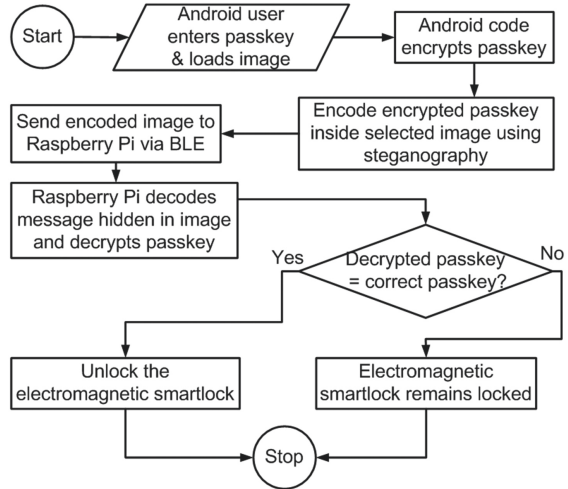 Start
Android user
enters passkey
& loads image
Android code
encrypts passkey
Encode encrypted passkey
inside selected image using
steganography
Send encoded image to
Raspberry Pi via BLE
Raspberry Pi decodes
message hidden in image
and decrypts passkey
Decrypted passkey
= correct passkey?
Yes
No
Unlock the
electromagnetic smartlock
Electromagnetic
smartlock remains locked
Stop